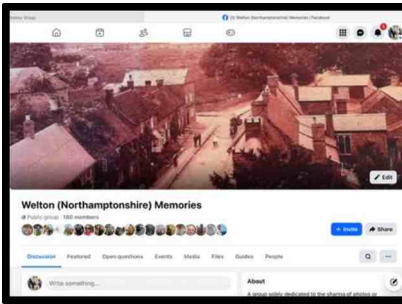 (3) Welton (Northamptonshire) Memories | Facebook
Edit
Welton (Northamptonshire) Memories
Public group · 160 members
+ Invite
Share
Discussion Featured Open questions Events Media Files Guides People
Write something...
About
A group solely dedicated to the sharing of photos or